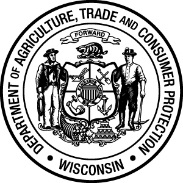 DEPARTMENT OF AGRICULTURE, TRADE AND CONSUMER PROTECTION
• WISCONSIN •
FORWARD